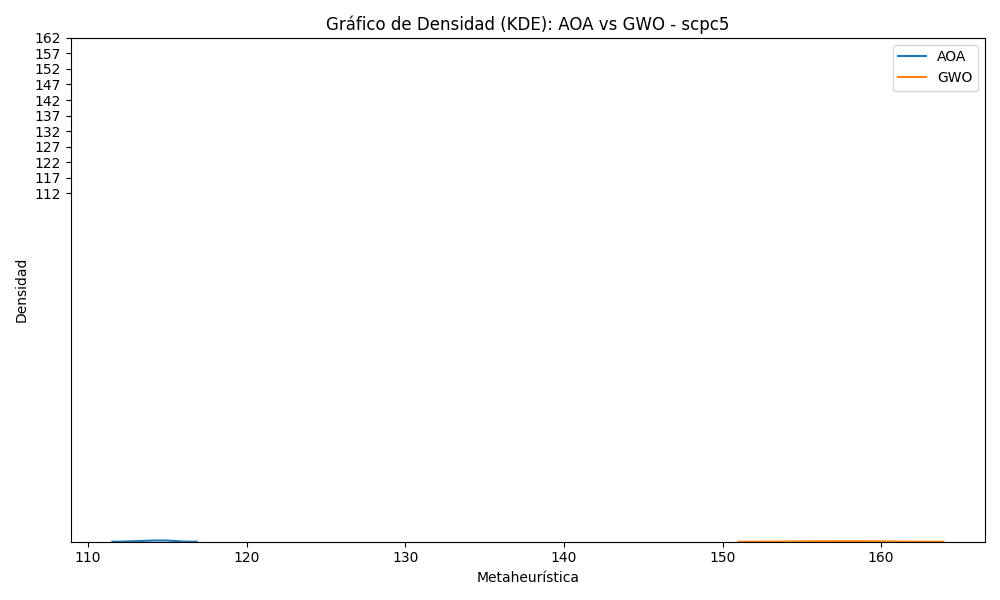 Gráfico de Densidad (KDE): AOA vs GWO - scpc5
AOA
GWO
162
157
152
147
142
137
132
127
122
117
112
Densidad
110 120 130 140 150 160
Metaheurística